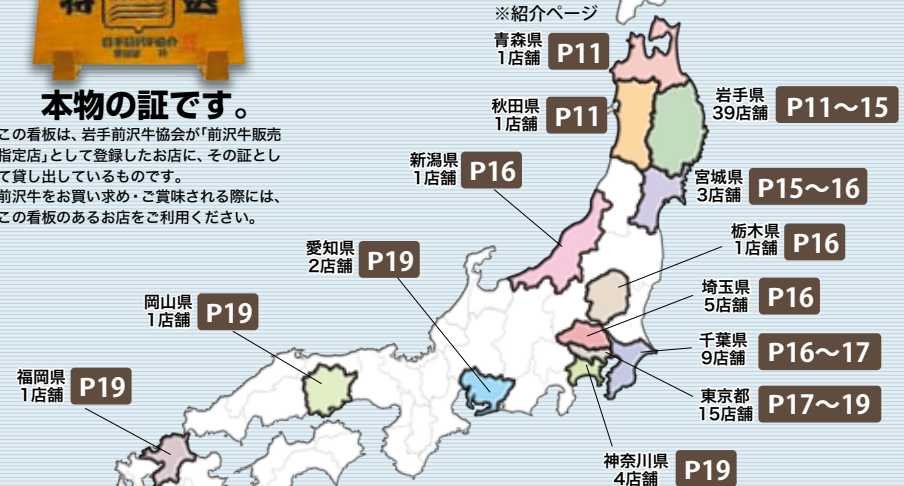 特 選
本物の証です。
この看板は、岩手前沢牛協会が「前沢牛販売
指定店」として登録したお店に、その証とし
て貸し出しているものです。
前沢牛をお買い求め・ご賞味される際には、
この看板のあるお店をご利用ください。
※紹介ページ
青森県
1店舗 P11
秋田県
1店舗 P11
岩手県
39店舗 P11〜15
新潟県
1店舗 P16
宮城県
3店舗 P15〜16
栃木県
1店舗 P16
愛知県
2店舗 P19
埼玉県
5店舗 P16
岡山県
1店舗 P19
千葉県
9店舗 P16〜17
福岡県
1店舗 P19
東京都
15店舗 P17〜19
神奈川県
4店舗 P19